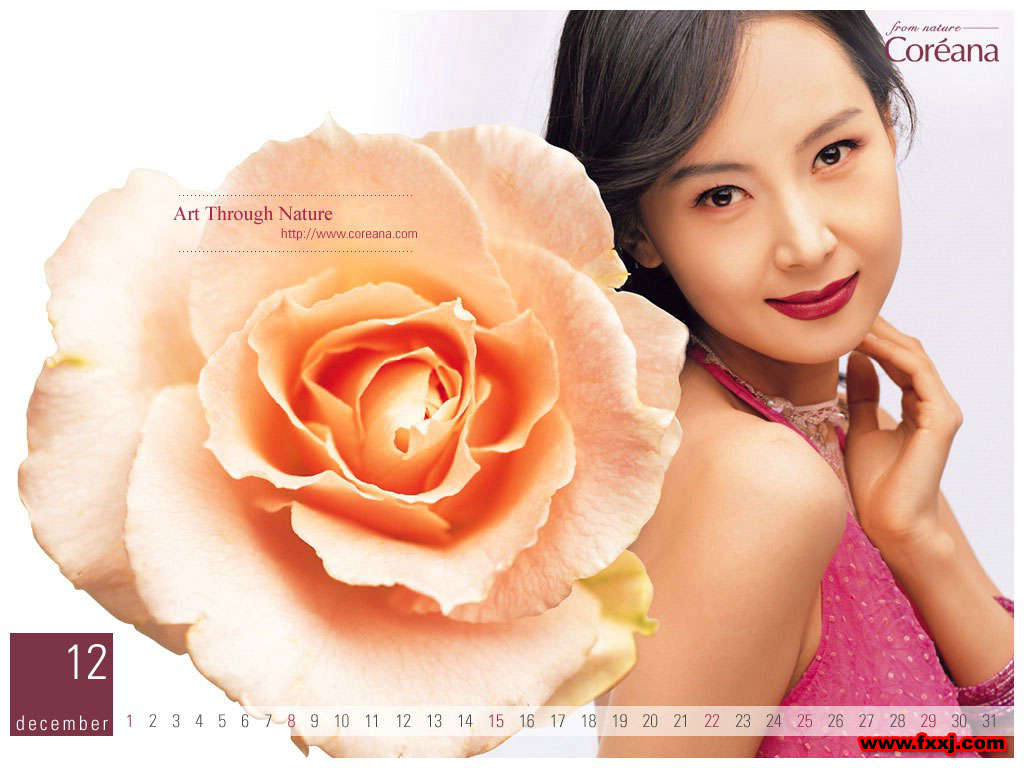 from nature
Coréana
Art Through Nature
http://www.coreana.com
12
december 1 2 3 4 5 6 7 8 9 10 11 12 13 14 15 16 17 18 19 20 21 22 23 24 25 26 27 28 29 30 31
www.fxxj.com